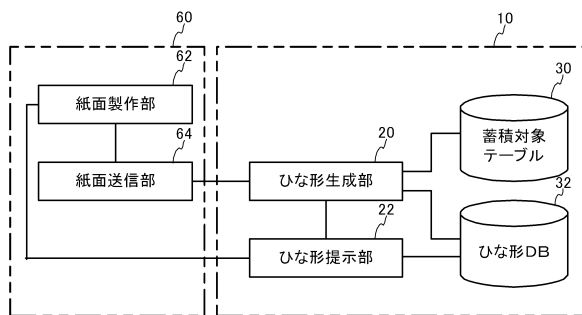 60
10
62
紙面製作部
64
紙面送信部
20
ひな形生成部
22
ひな形提示部
30
蓄積対象
テーブル
32
ひな形DB